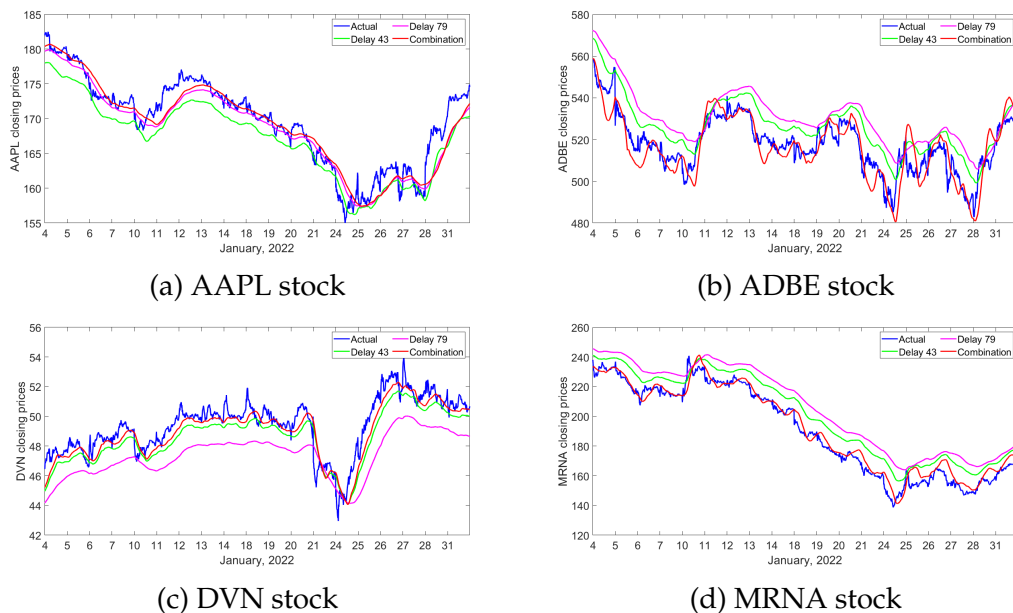 185
180
175
170
165
160
155
AAPL closing prices
Actual Delay 79
Delay 43 Combination
4 5 6 7 10 11 12 13 14 18 19 20 21 24 25 26 27 28 31
January, 2022
(a) AAPL stock
580
560
540
520
500
480
ADBE closing prices
Actual Delay 79
Delay 43 Combination
4 5 6 7 10 11 12 13 14 18 19 20 21 24 25 26 27 28 31
January, 2022
(b) ADBE stock
56
54
52
50
48
46
44
42
DVN closing prices
Actual Delay 79
Delay 43 Combination
4 5 6 7 10 11 12 13 14 18 19 20 21 24 25 26 27 28 31
January, 2022
(c) DVN stock
260
240
220
200
180
160
140
120
MRNA closing prices
Actual Delay 79
Delay 43 Combination
4 5 6 7 10 11 12 13 14 18 19 20 21 24 25 26 27 28 31
January, 2022
(d) MRNA stock